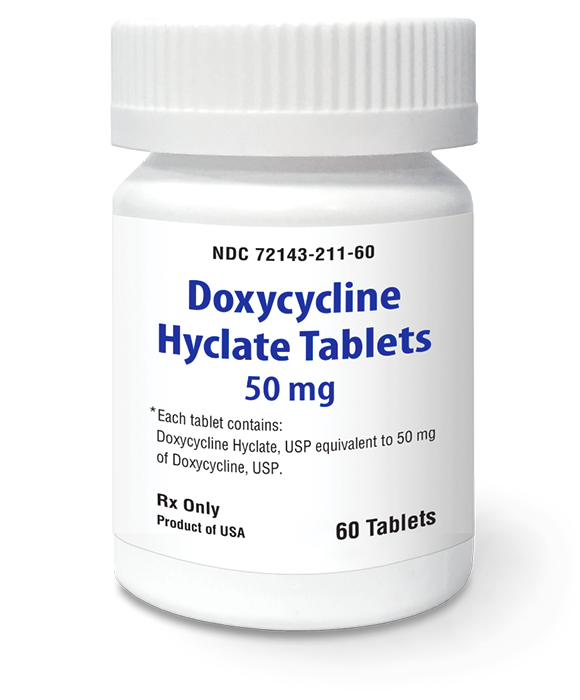 NDC 72143-211-60
Doxycycline
Hyclate Tablets
50 mg
*Each tablet contains:
Doxycycline Hyclate, USP equivalent to 50 mg
of Doxycycline, USP.
Rx Only
Product of USA
60 Tablets